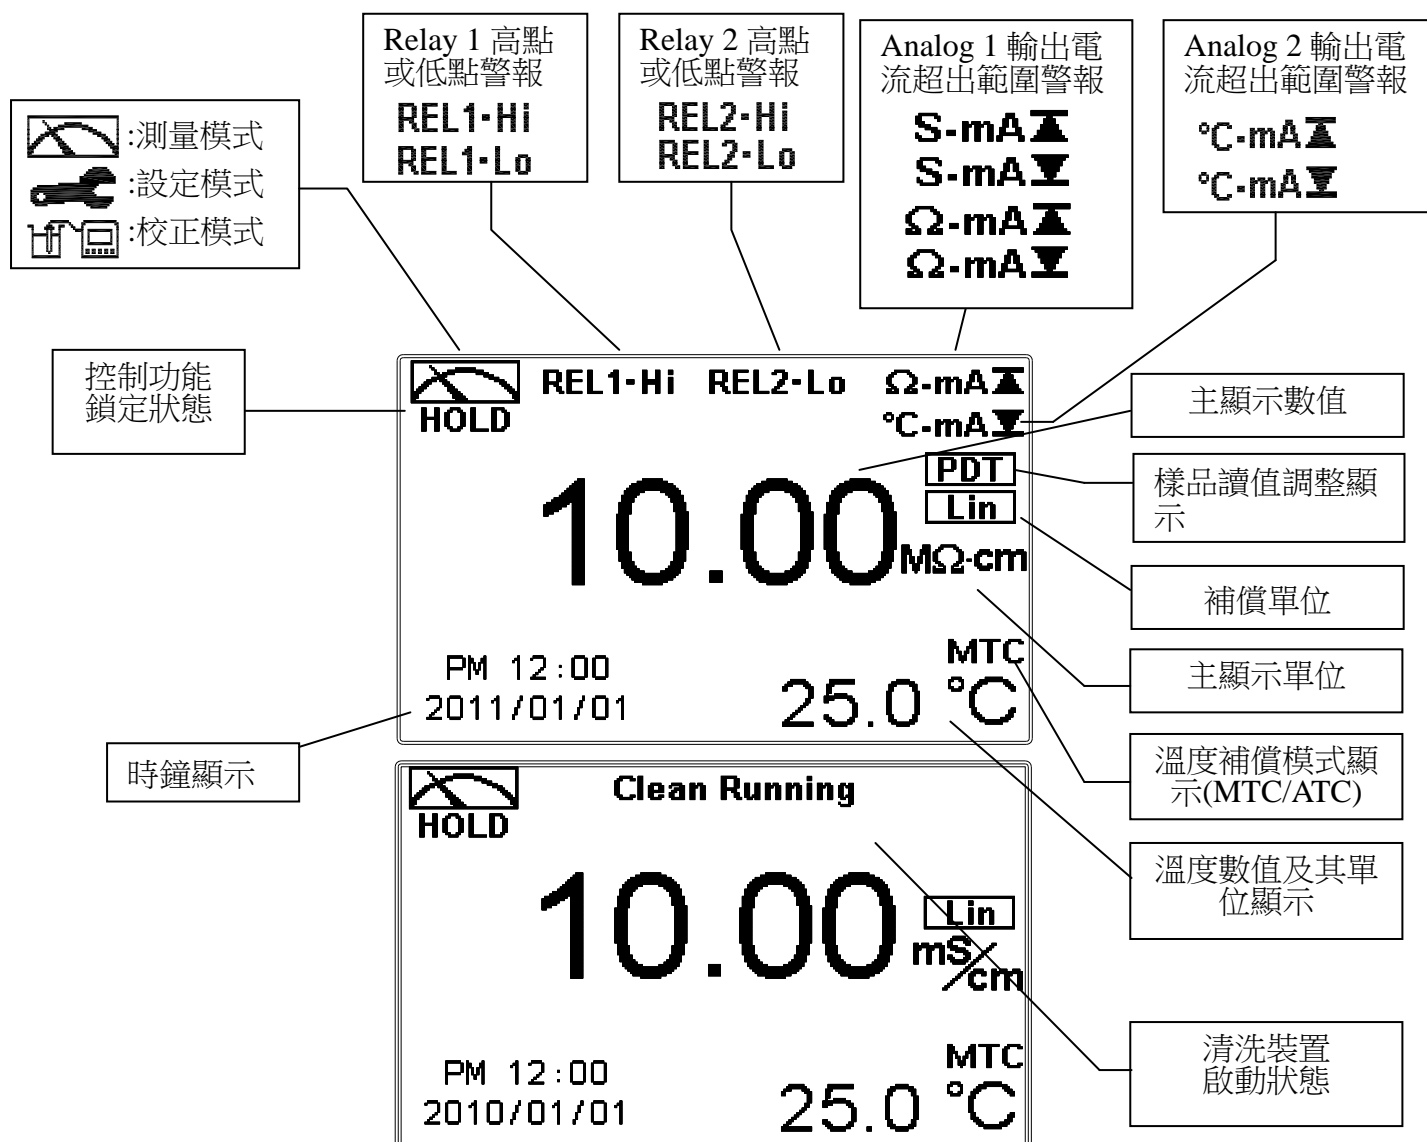 Relay 1 高點
或低點警報
REL1-Hi
REL1-Lo
Relay 2 高點
或低點警報
REL2-Hi
REL2-Lo
Analog 1 輸出電
流超出範圍警報
S-mA
S-mA
Ω-mA
Ω-mA
Analog 2 輸出電
流超出範圍警報
°C-mA
°C-mA
:測量模式
:設定模式
:校正模式
控制功能
鎖定狀態
REL1-Hi REL2-Lo Ω-mA
HOLD
°C-mA
PDT
Lin
10.00
MΩ-cm
MTC
PM 12:00
2011/01/01
25.0 °C
主顯示數值
樣品讀值調整顯
示
補償單位
主顯示單位
時鐘顯示
溫度補償模式顯
示(MTC/ATC)
溫度數值及其單
位顯示
Clean Running
HOLD
10.00
Lin
mS/cm
MTC
PM 12:00
2010/01/01
25.0 °C
清洗裝置
啟動狀態